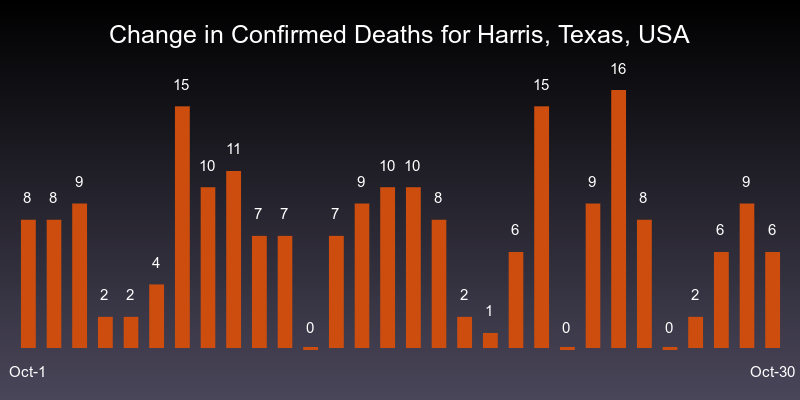 Change in Confirmed Deaths for Harris, Texas, USA
8 8 9 2 2 4 15 10 11 7 7 0 7 9 10 10 8 2 1 6 15 0 9 16 8 0 2 6 9 6
Oct-1 Oct-30